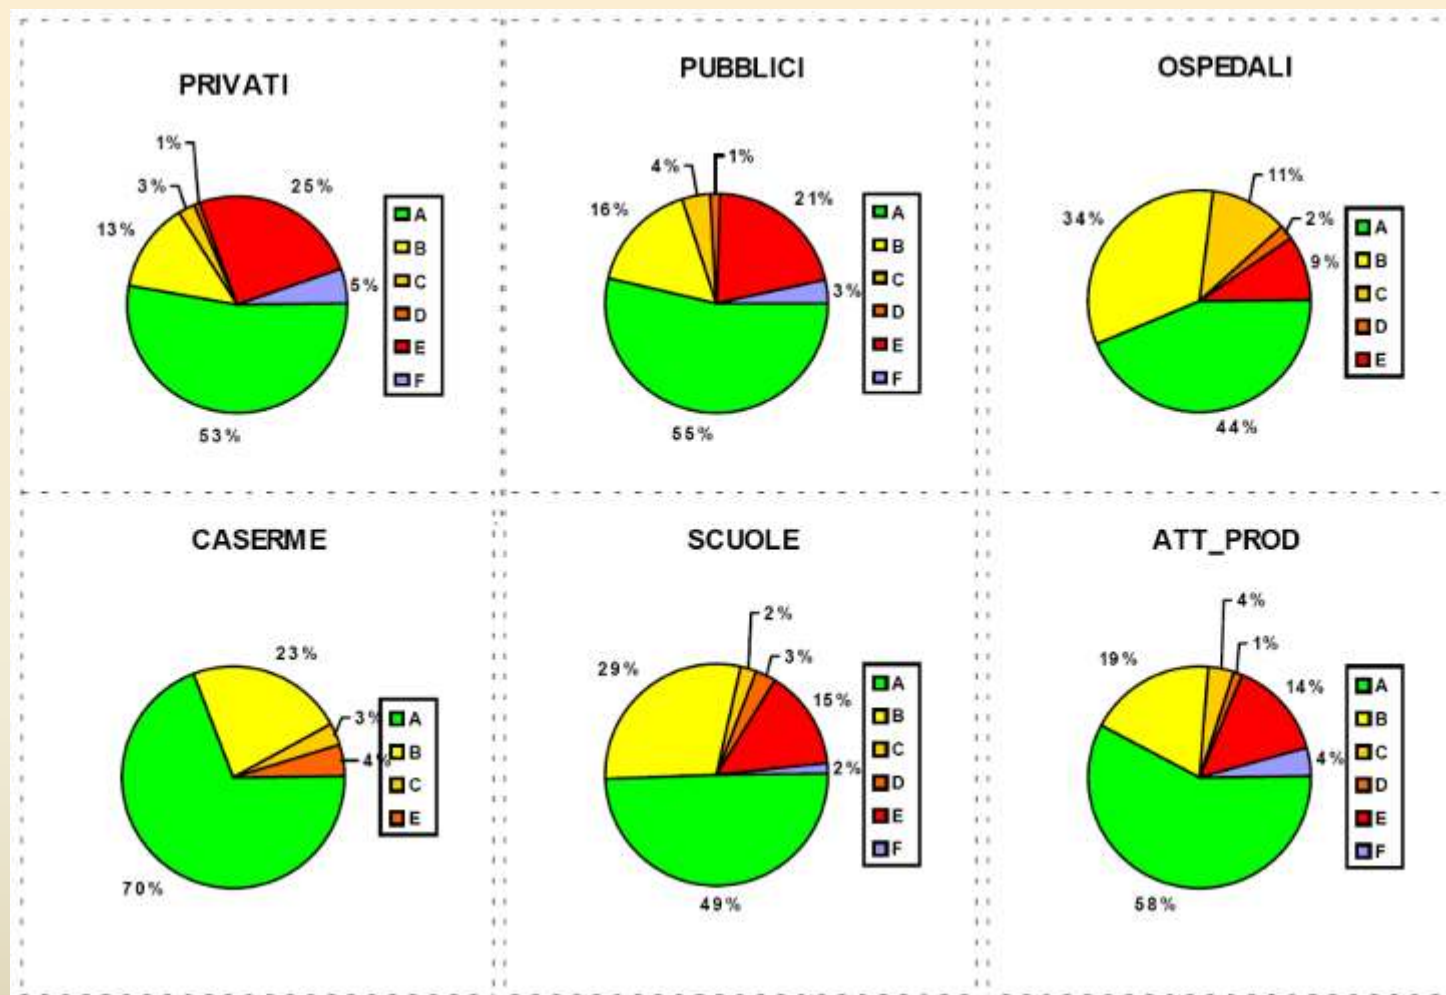 PRIVATI
1%
3%
25%
13%
5%
53%
A
B
C
D
E
F
PUBBLICI
4%
1%
16%
21%
3%
55%
A
B
C
D
E
F
OSPEDALI
11%
34%
2%
9%
44%
A
B
C
D
E
CASERME
23%
3%
4%
70%
A
B
C
E
SCUOLE
2%
3%
29%
15%
2%
49%
A
B
C
D
E
F
ATT_PROD
4%
1%
19%
14%
4%
58%
A
B
C
D
E
F